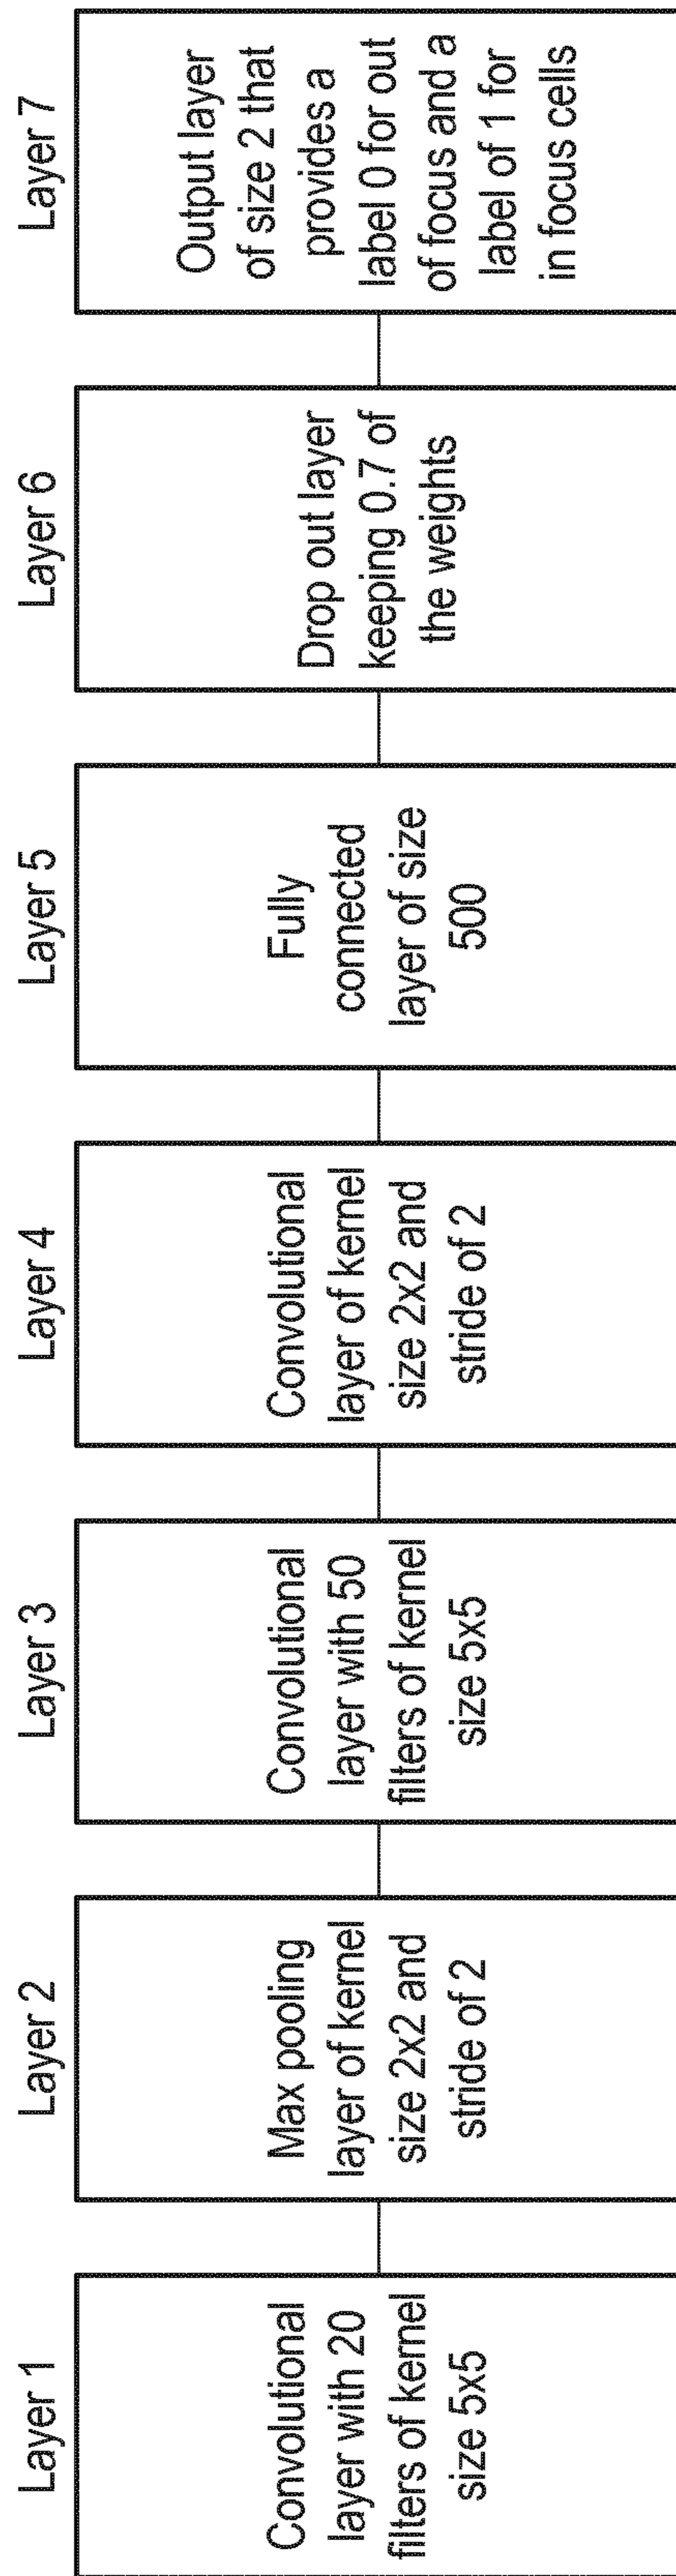 Layer 1
Convolutional
layer with 20
filters of kernel
size 5x5
Layer 2
Max pooling
layer of kernel
size 2x2 and
stride of 2
Layer 3
Convolutional
layer with 50
filters of kernel
size 5x5
Layer 4
Convolutional
layer of kernel
size 2x2 and
stride of 2
Layer 5
Fully
connected
layer of size
500
Layer 6
Drop out layer
keeping 0.7 of
the weights
Layer 7
Output layer
of size 2 that
provides a
label 0 for out
of focus and a
label of 1 for
in focus cells